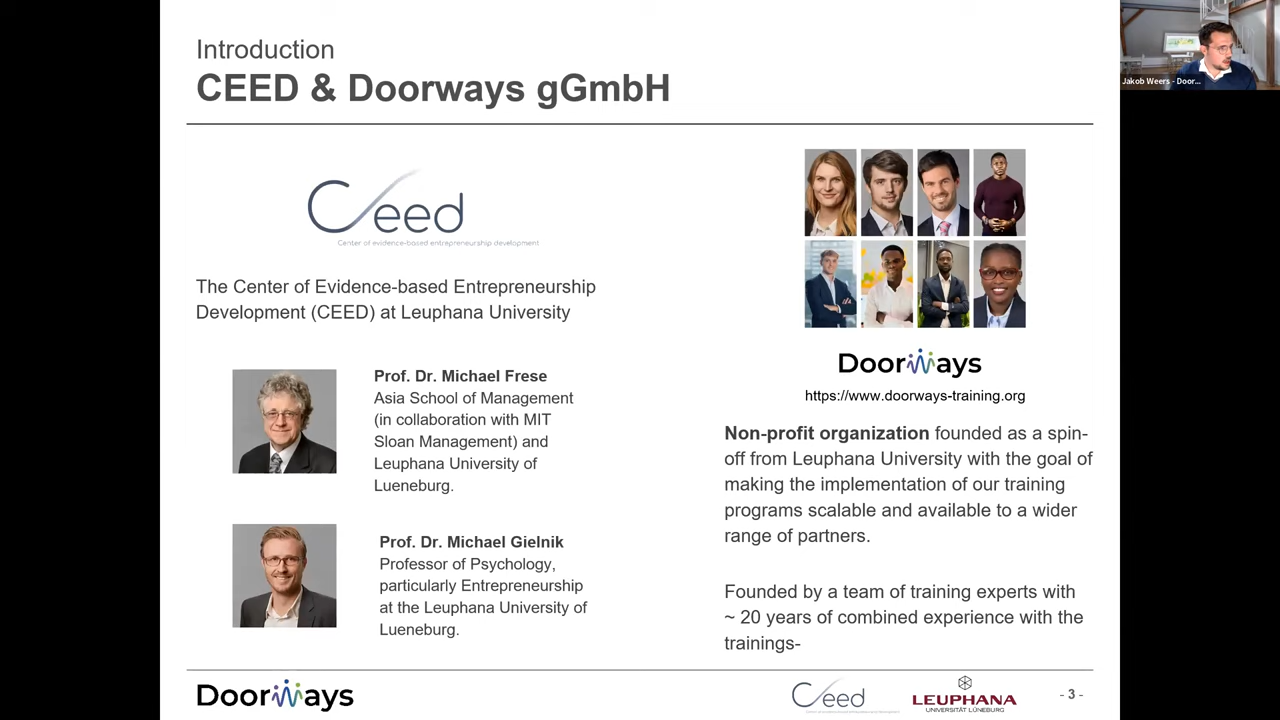 Introduction
CEED & Doorways gGmbH
Jakob Weers - Door...
Ceed
Center of evidence-based entrepreneurship development
The Center of Evidence-based Entrepreneurship
Development (CEED) at Leuphana University
Prof. Dr. Michael Frese
Asia School of Management
(in collaboration with MIT
Sloan Management) and
Leuphana University of
Lueneburg.
Prof. Dr. Michael Gielnik
Professor of Psychology,
particularly Entrepreneurship
at the Leuphana University of
Lueneburg.
Doorways
https://www.doorways-training.org
Non-profit organization founded as a spin-
off from Leuphana University with the goal of
making the implementation of our training
programs scalable and available to a wider
range of partners.
Founded by a team of training experts with
~ 20 years of combined experience with the
trainings-
Doorways
Ceed
LEUPHANA
UNIVERSITÄT LÜNEBURG
- 3 -